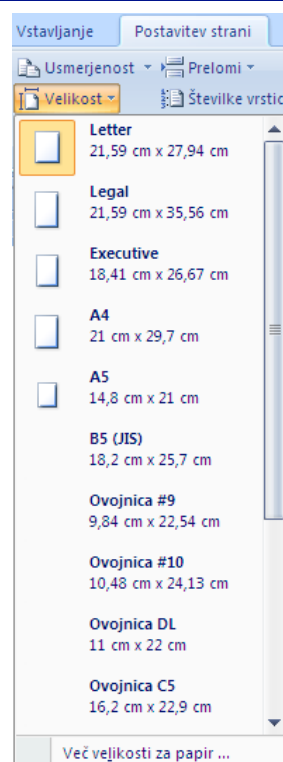 Vstavljanje Postavitev strani
Usmerjenost Prelomi
Velikost Številke vrstic
Letter
21,59 cm x 27,94 cm
Legal
21,59 cm x 35,56 cm
Executive
18,41 cm x 26,67 cm
A4
21 cm x 29,7 cm
A5
14,8 cm x 21 cm
B5 (JIS)
18,2 cm x 25,7 cm
Ovojnica #9
9,84 cm x 22,54 cm
Ovojnica #10
10,48 cm x 24,13 cm
Ovojnica DL
11 cm x 22 cm
Ovojnica C5
16,2 cm x 22,9 cm
Več velikosti za papir ...